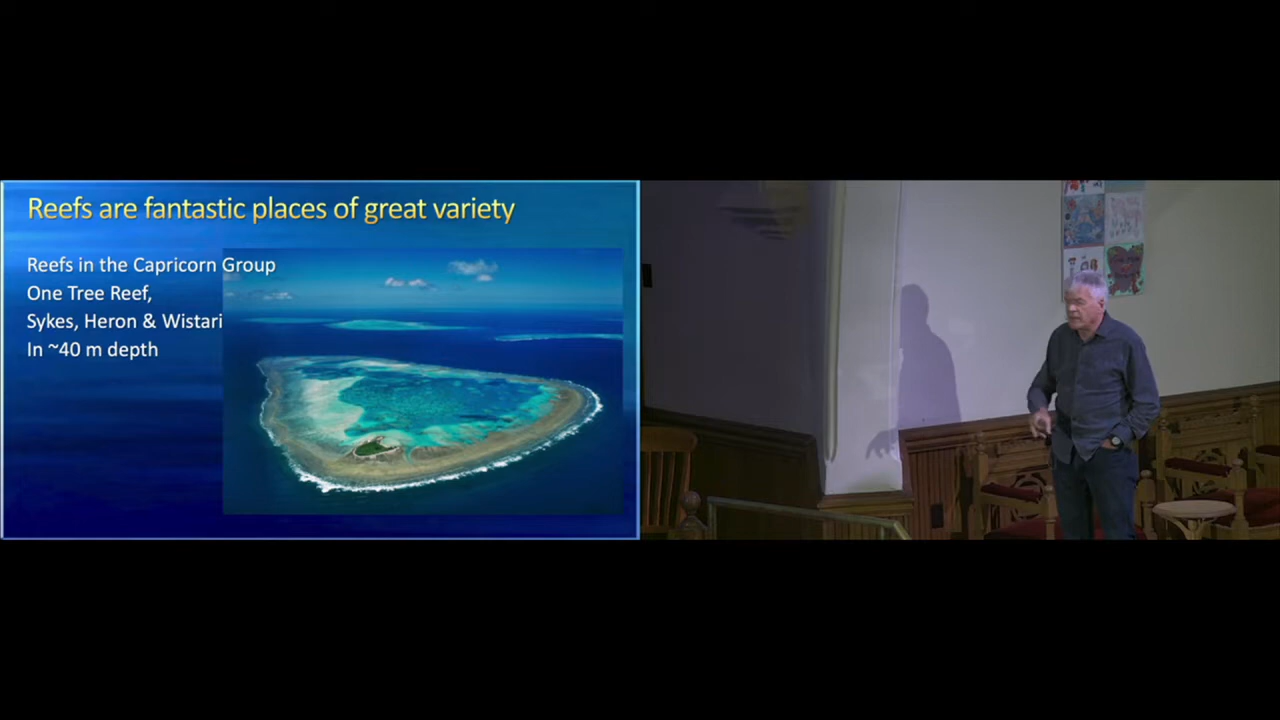 Reefs are fantastic places of great variety
Reefs in the Capricorn Group
One Tree Reef,
Sykes, Heron & Wistari
In ~40 m depth